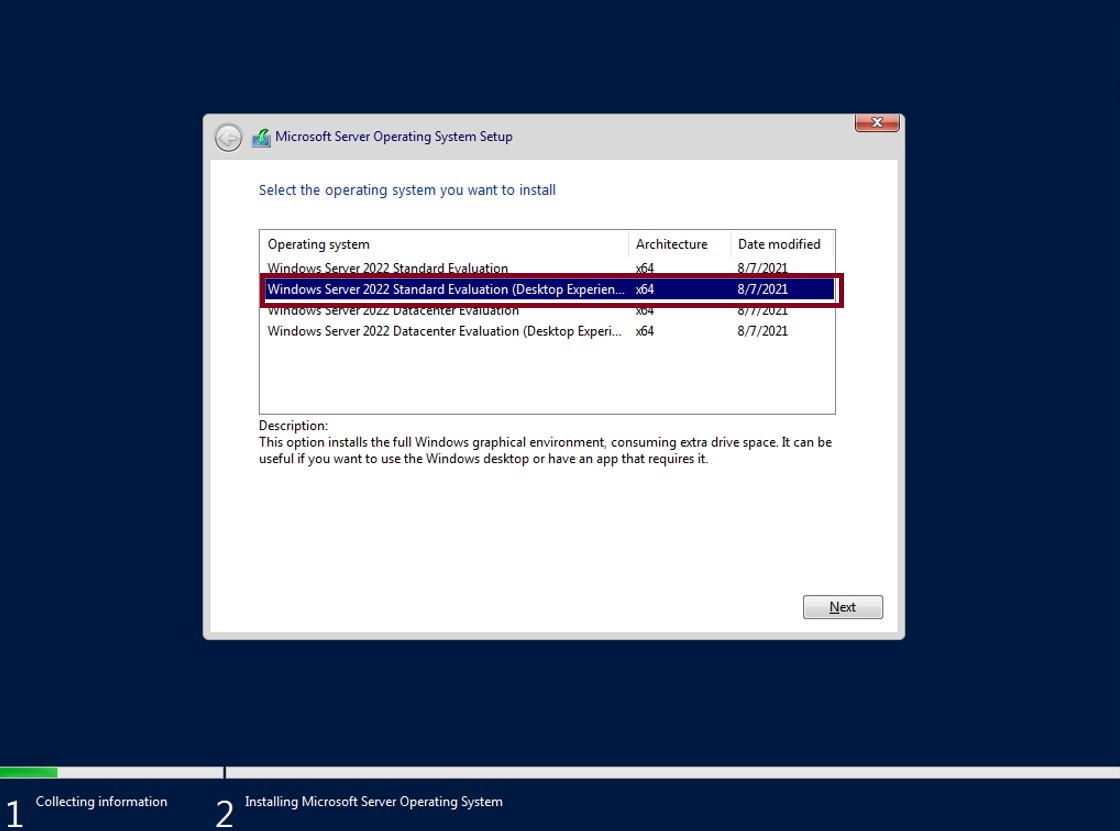 Microsoft Server Operating System Setup
Select the operating system you want to install
Operating system Architecture Date modified
Windows Server 2022 Standard Evaluation x64 8/7/2021
Windows Server 2022 Standard Evaluation (Desktop Experien... x64 8/7/2021
Windows Server 2022 Datacenter Evaluation x64 8/7/2021
Windows Server 2022 Datacenter Evaluation (Desktop Experi... x64 8/7/2021
Description:
This option installs the full Windows graphical environment, consuming extra drive space. It can be
useful if you want to use the Windows desktop or have an app that requires it.
Next
1 Collecting information 2 Installing Microsoft Server Operating System